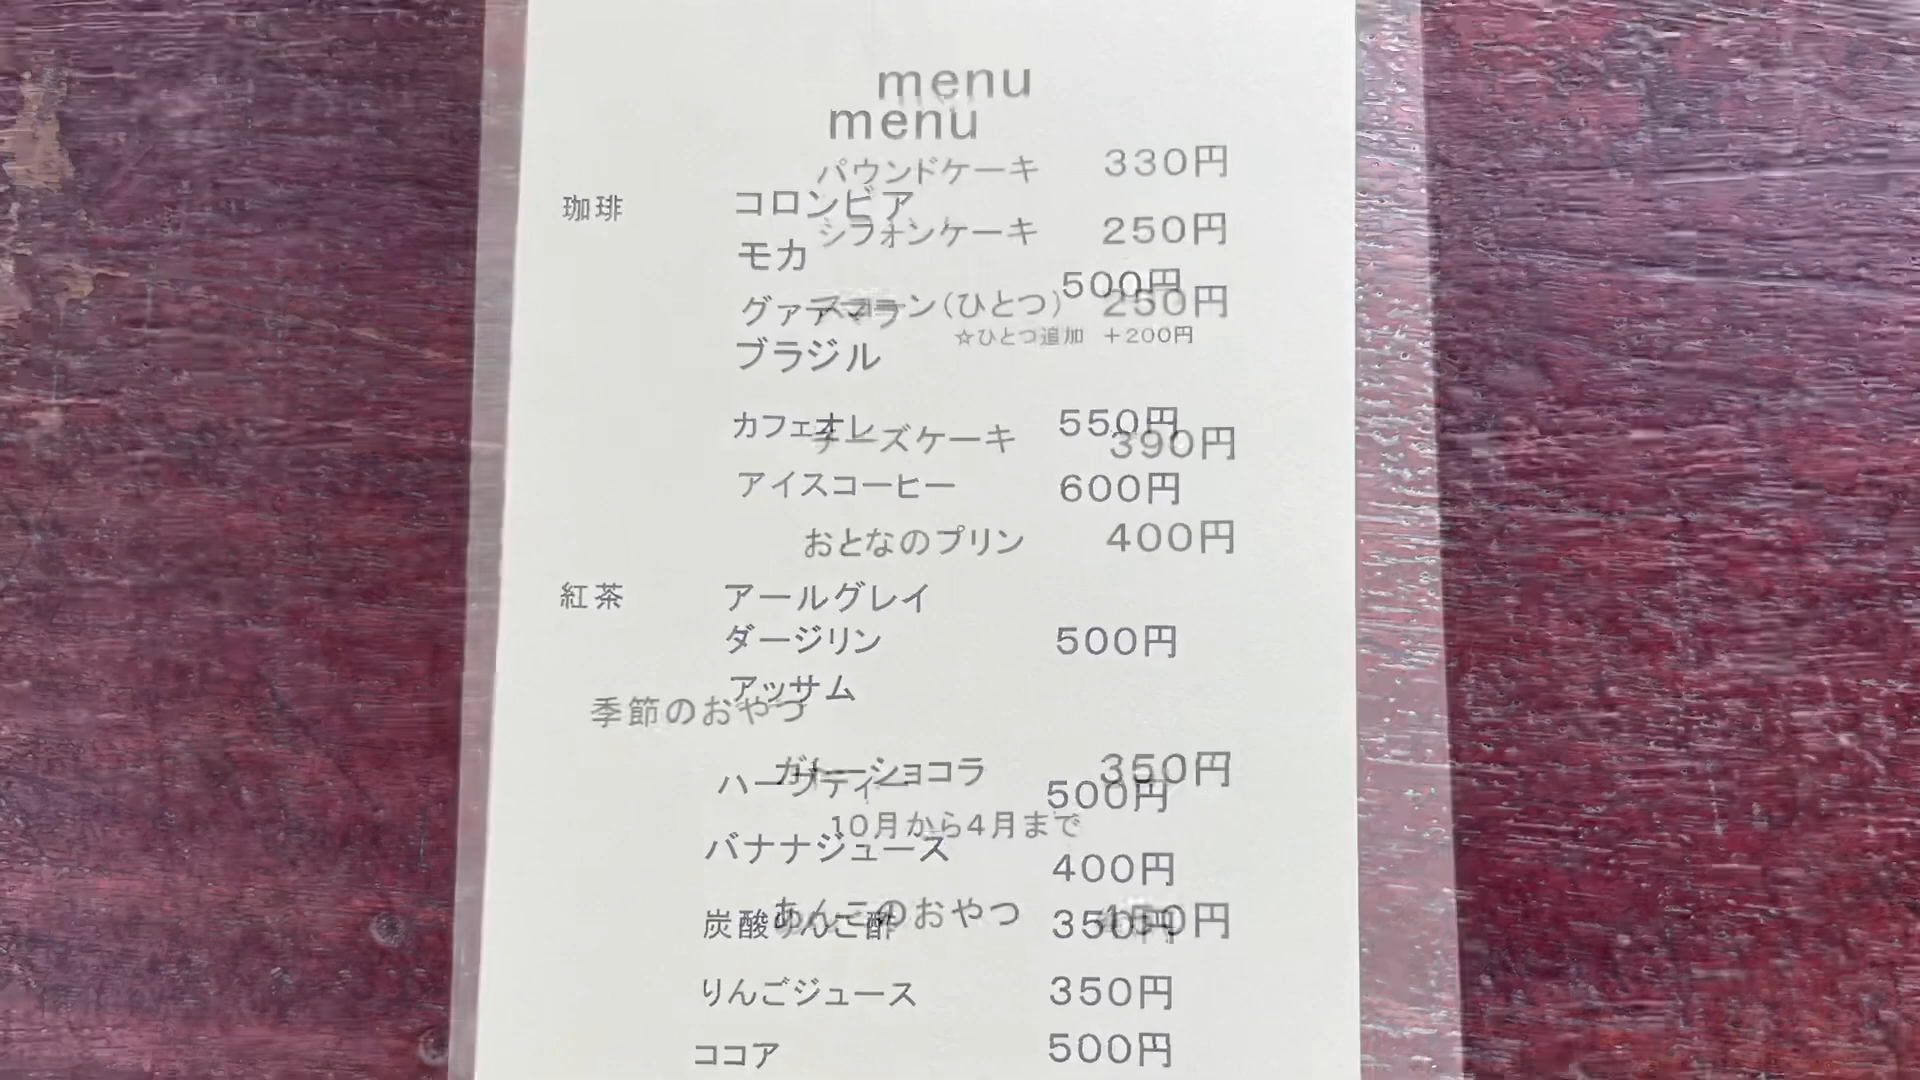 menu
menu
パウンドケーキ 330円
珈琲 コロンビア
シフォンケーキ 250円
モカ
500円
グァテマラ
スコーン(ひとつ) 250円
☆ひとつ追加 +200円
ブラジル
カフェオレ 550円
チーズケーキ 390円
アイスコーヒー 600円
おとなのプリン 400円
紅茶 アールグレイ
ダージリン 500円
アッサム
季節のおやつ
ガトーショコラ 350円
ハーブティー 500円
10月から4月まで
バナナジュース 400円
あんこのおやつ
炭酸りんご酢 350円
りんごジュース 350円
ココア 500円